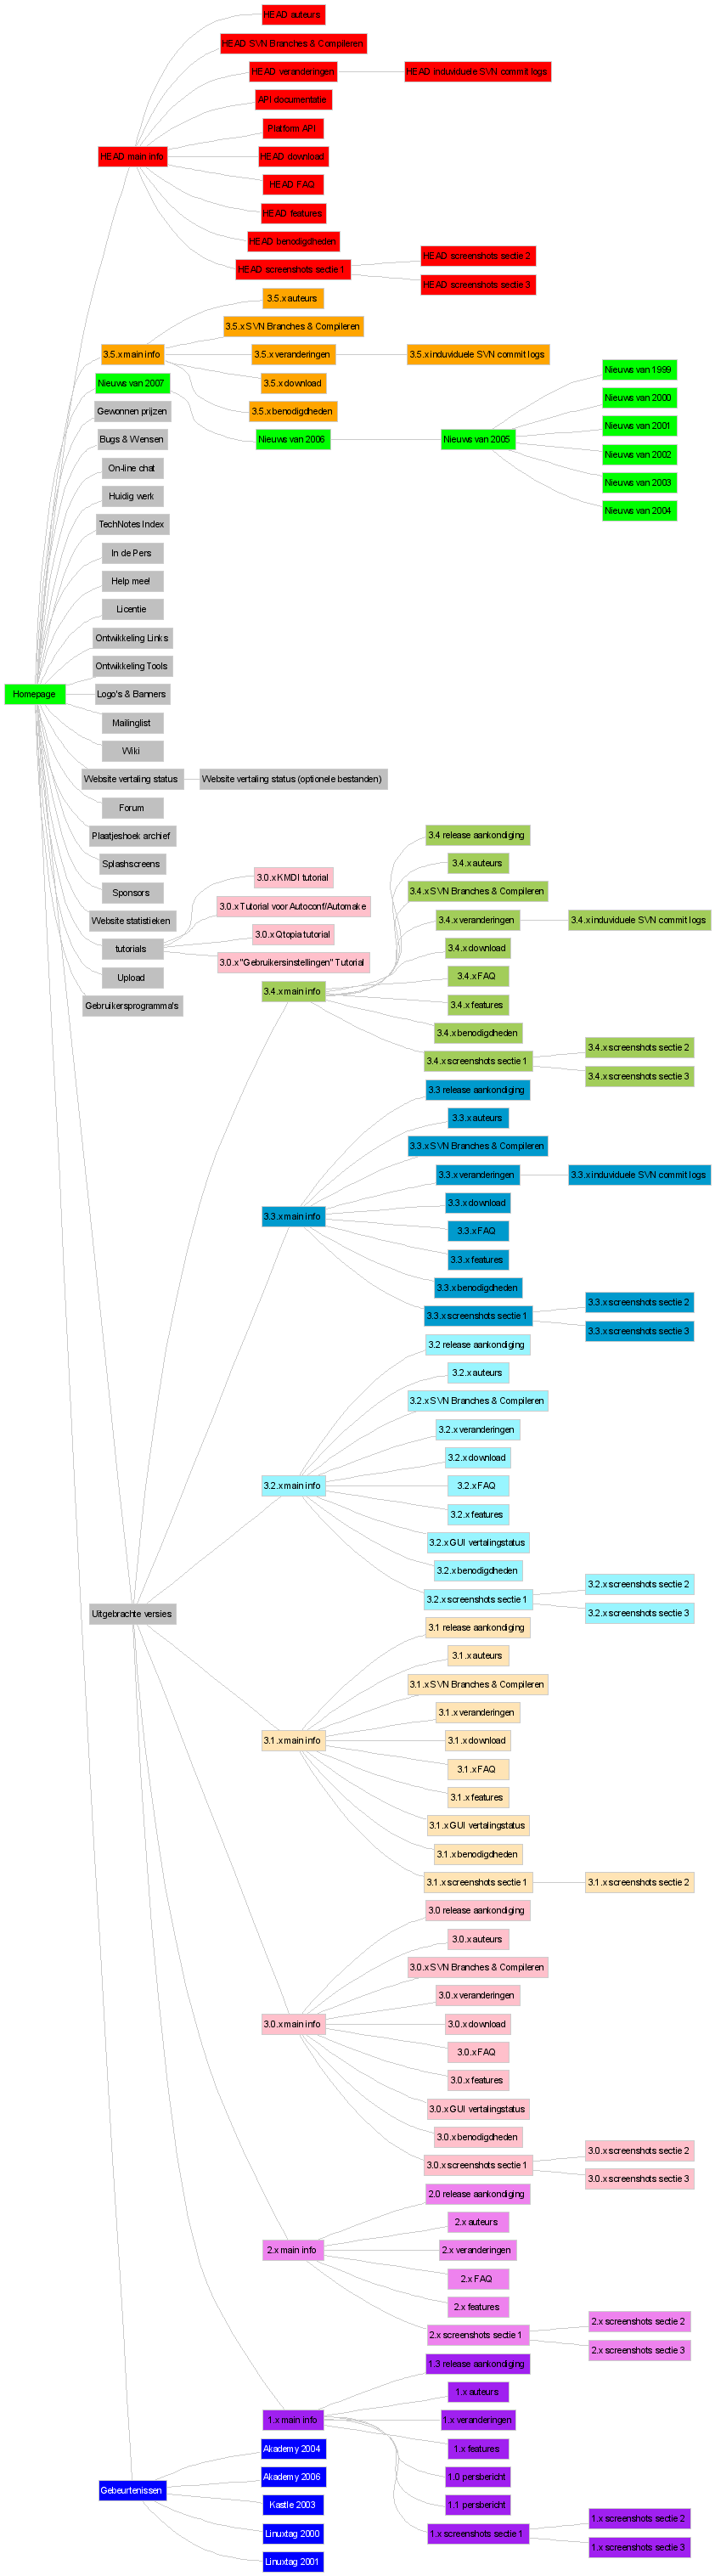 HEAD auteurs
HEAD SVN Branches & Compileren
HEAD veranderingen
HEAD induviduele SVN commit logs
API documentatie
Platform API
HEAD main info
HEAD download
HEAD FAQ
HEAD features
HEAD benodigdheden
HEAD screenshots sectie 1
HEAD screenshots sectie 2
HEAD screenshots sectie 3
3.5.x auteurs
3.5.x SVN Branches & Compileren
3.5.x main info
3.5.x veranderingen
3.5.x induviduele SVN commit logs
3.5.x download
3.5.x benodigdheden
Nieuws van 2007
Nieuws van 2006
Nieuws van 2005
Nieuws van 1999
Nieuws van 2000
Nieuws van 2001
Nieuws van 2002
Nieuws van 2003
Nieuws van 2004
Gewonnen prijzen
Bugs & Wensen
On-line chat
Huidig werk
TechNotes Index
In de Pers
Help mee!
Licentie
Ontwikkeling Links
Ontwikkeling Tools
Homepage
Logo's & Banners
Mailinglist
Wiki
Website vertaling status
Website vertaling status (optionele bestanden)
Forum
Plaatjeshoek archief
Splashscreens
Sponsors
Website statistieken
tutorials
3.0.x KMDI tutorial
3.0.x Tutorial voor Autoconf/Automake
3.0.x Qtopia tutorial
3.0.x "Gebruikersinstellingen" Tutorial
Upload
Gebruikersprogramma's
3.4 release aankondiging
3.4.x auteurs
3.4.x SVN Branches & Compileren
3.4.x veranderingen
3.4.x induviduele SVN commit logs
3.4.x download
3.4.x FAQ
3.4.x main info
3.4.x features
3.4.x benodigdheden
3.4.x screenshots sectie 1
3.4.x screenshots sectie 2
3.4.x screenshots sectie 3
3.3 release aankondiging
3.3.x auteurs
3.3.x SVN Branches & Compileren
3.3.x veranderingen
3.3.x induviduele SVN commit logs
3.3.x download
3.3.x main info
3.3.x FAQ
3.3.x features
3.3.x benodigdheden
3.3.x screenshots sectie 1
3.3.x screenshots sectie 2
3.3.x screenshots sectie 3
3.2 release aankondiging
3.2.x auteurs
3.2.x SVN Branches & Compileren
3.2.x veranderingen
3.2.x download
3.2.x main info
3.2.x FAQ
3.2.x features
3.2.x GUI vertalingstatus
3.2.x benodigdheden
3.2.x screenshots sectie 1
3.2.x screenshots sectie 2
3.2.x screenshots sectie 3
Uitgebrachte versies
3.1 release aankondiging
3.1.x auteurs
3.1.x SVN Branches & Compileren
3.1.x veranderingen
3.1.x main info
3.1.x download
3.1.x FAQ
3.1.x features
3.1.x GUI vertalingstatus
3.1.x benodigdheden
3.1.x screenshots sectie 1
3.1.x screenshots sectie 2
3.0 release aankondiging
3.0.x auteurs
3.0.x SVN Branches & Compileren
3.0.x veranderingen
3.0.x main info
3.0.x download
3.0.x FAQ
3.0.x features
3.0.x GUI vertalingstatus
3.0.x benodigdheden
3.0.x screenshots sectie 1
3.0.x screenshots sectie 2
3.0.x screenshots sectie 3
2.0 release aankondiging
2.x auteurs
2.x main info
2.x veranderingen
2.x FAQ
2.x features
2.x screenshots sectie 1
2.x screenshots sectie 2
2.x screenshots sectie 3
1.3 release aankondiging
1.x auteurs
1.x main info
1.x veranderingen
1.x features
1.0 persbericht
1.1 persbericht
1.x screenshots sectie 1
1.x screenshots sectie 2
1.x screenshots sectie 3
Gebeurtenissen
Akademy 2004
Akademy 2006
Kastle 2003
Linuxtag 2000
Linuxtag 2001